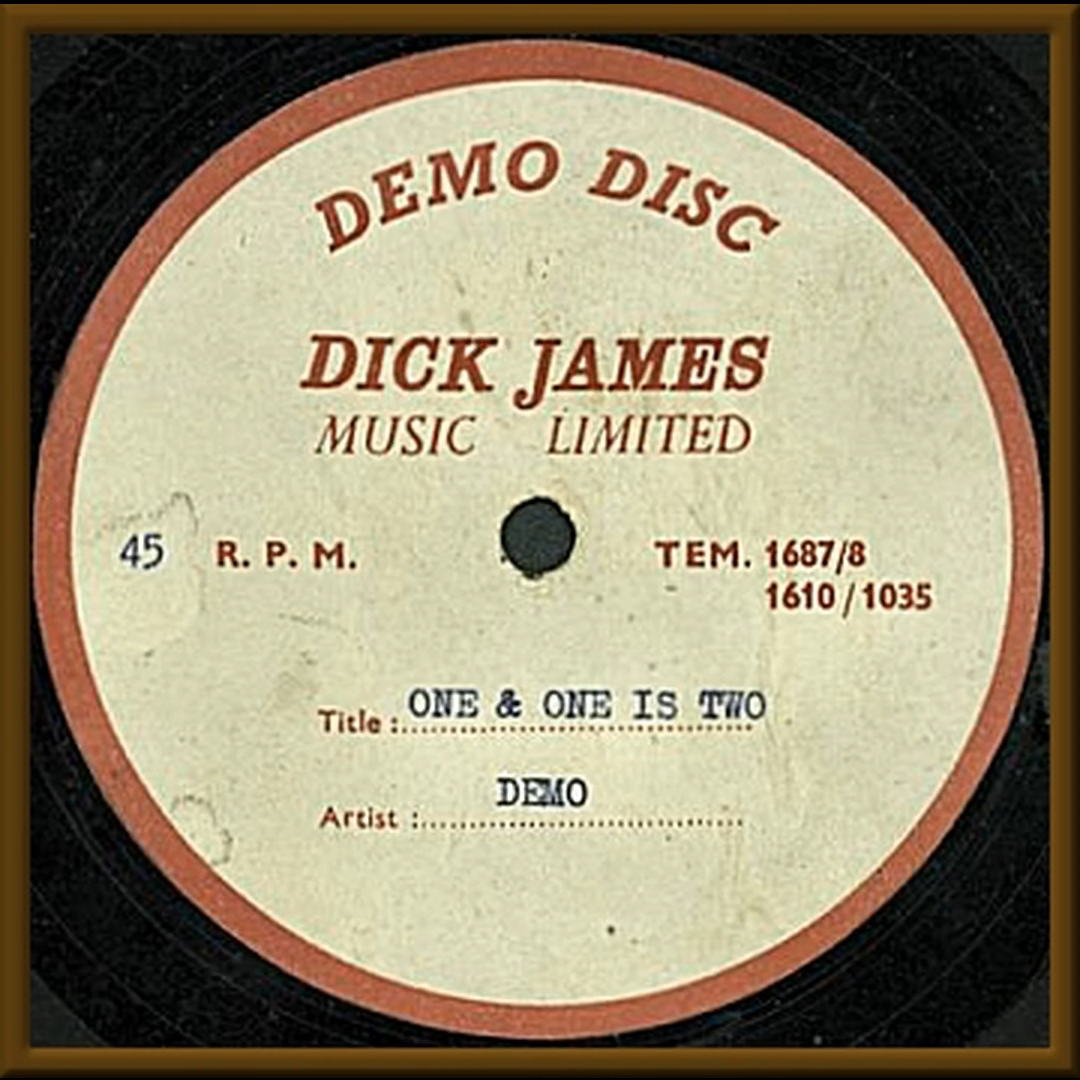 DEMO DISC
DICK JAMES
MUSIC LIMITED
45 R. P. M. TEM. 1687/8
1610 / 1035
Title : ONE & ONE IS TWO
Artist : DEMO